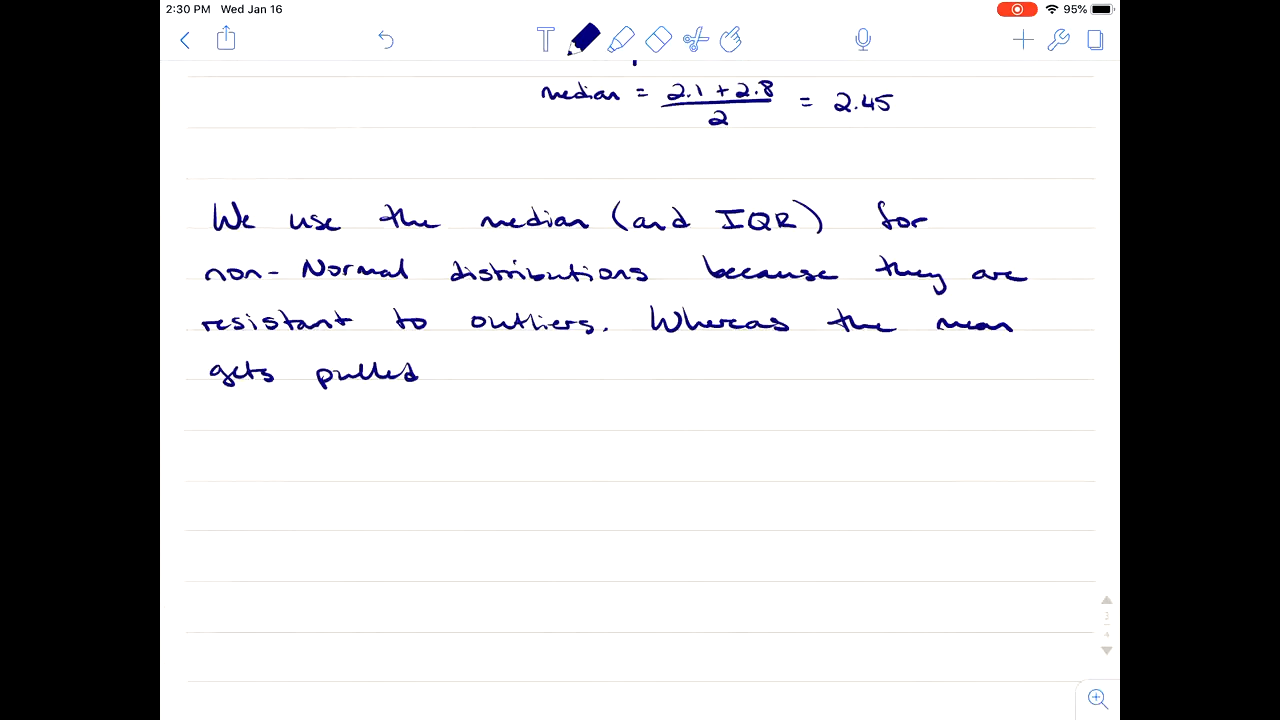 2:30 PM Wed Jan 16
95%
T
median = 2.1 + 2.8 / 2 = 2.45
We use the median (and IQR) for
non-Normal distributions because they are
resistant to outliers. Whereas the mean
gets pulled